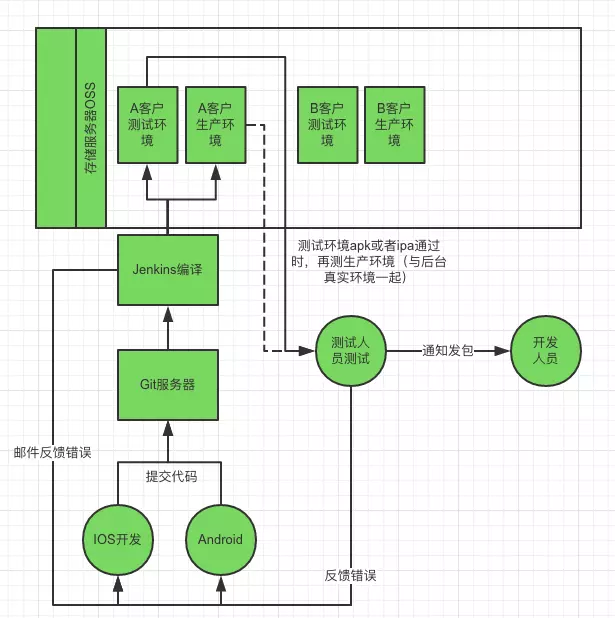 存储服务器OSS
A客户
测试环
境
A客户
生产环
境
B客户
测试环
境
B客户
生产环
境
测试环境apk或者ipa通过
时，再测生产环境（与后台
真实环境一起）
Jenkins编译
测试人
员测试
通知发包
开发
人员
Git服务器
邮件反馈错误
提交代码
IOS开发
Android
反馈错误